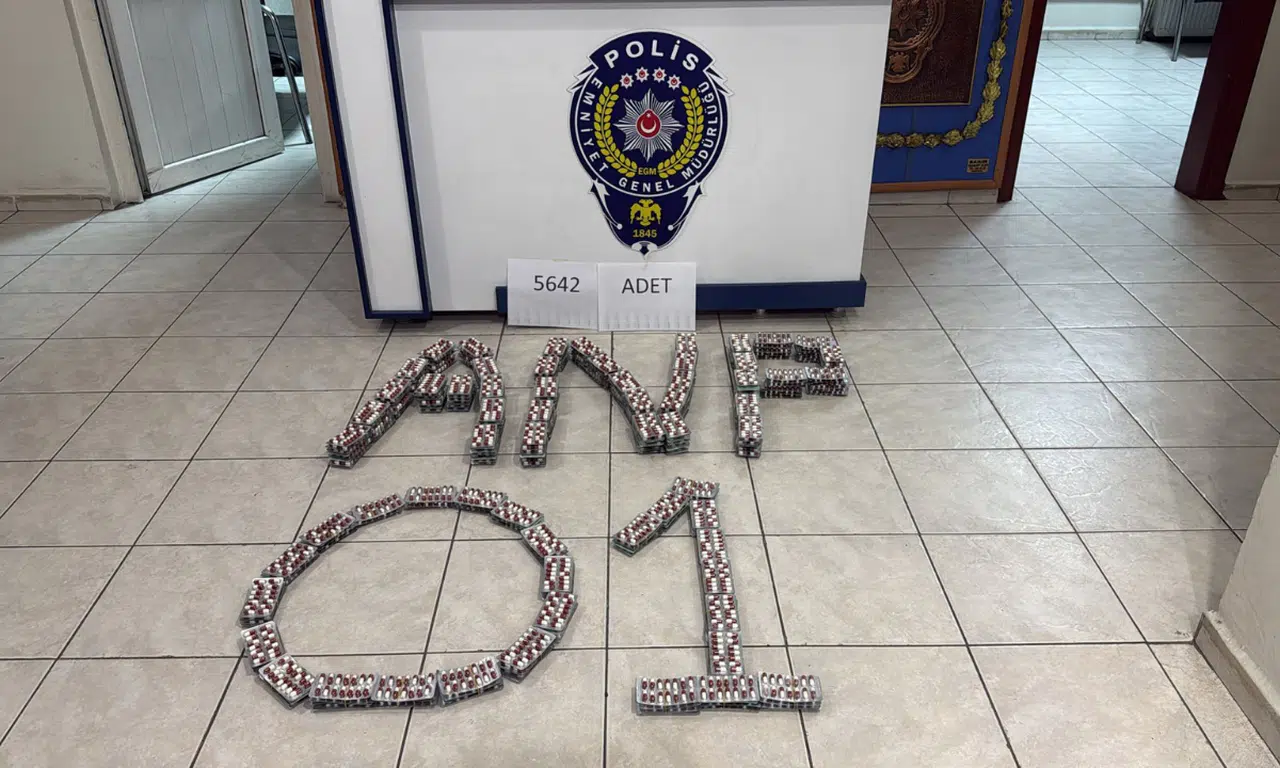 POLİS
EMNİYET GENEL MÜDÜRLÜĞÜ
EGM
1845
5642 ADET
ANP
01